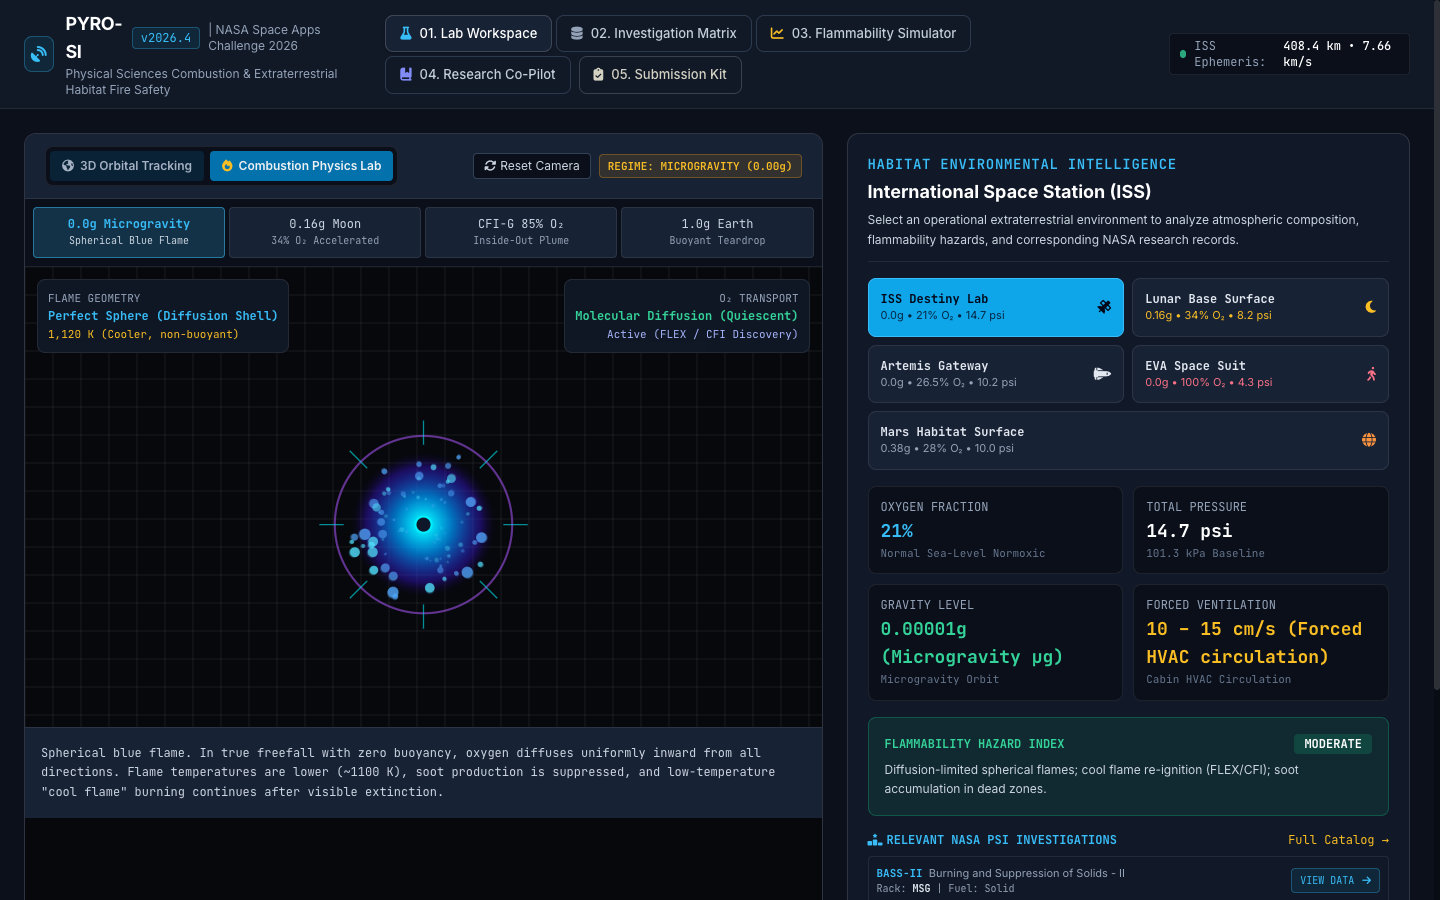 PYRO-SI
v2026.4
| NASA Space Apps Challenge 2026
Physical Sciences Combustion & Extraterrestrial
Habitat Fire Safety
01. Lab Workspace
02. Investigation Matrix
03. Flammability Simulator
04. Research Co-Pilot
05. Submission Kit
ISS Ephemeris:
408.4 km • 7.66 km/s
3D Orbital Tracking
Combustion Physics Lab
Reset Camera
REGIME: MICROGRAVITY (0.00g)
0.0g Microgravity
Spherical Blue Flame
0.16g Moon
34% O₂ Accelerated
CFI-G 85% O₂
Inside-Out Plume
1.0g Earth
Buoyant Teardrop
FLAME GEOMETRY
Perfect Sphere (Diffusion Shell)
1,120 K (Cooler, non-buoyant)
O₂ TRANSPORT
Molecular Diffusion (Quiescent)
Active (FLEX / CFI Discovery)
Spherical blue flame. In true freefall with zero buoyancy, oxygen diffuses uniformly inward from all
directions. Flame temperatures are lower (~1100 K), soot production is suppressed, and low-temperature
"cool flame" burning continues after visible extinction.
HABITAT ENVIRONMENTAL INTELLIGENCE
International Space Station (ISS)
Select an operational extraterrestrial environment to analyze atmospheric composition,
flammability hazards, and corresponding NASA research records.
ISS Destiny Lab
0.0g • 21% O₂ • 14.7 psi
Lunar Base Surface
0.16g • 34% O₂ • 8.2 psi
Artemis Gateway
0.0g • 26.5% O₂ • 10.2 psi
EVA Space Suit
0.0g • 100% O₂ • 4.3 psi
Mars Habitat Surface
0.38g • 28% O₂ • 10.0 psi
OXYGEN FRACTION
21%
Normal Sea-Level Normoxic
TOTAL PRESSURE
14.7 psi
101.3 kPa Baseline
GRAVITY LEVEL
0.00001g
(Microgravity µg)
Microgravity Orbit
FORCED VENTILATION
10 – 15 cm/s (Forced
HVAC circulation)
Cabin HVAC Circulation
FLAMMABILITY HAZARD INDEX
MODERATE
Diffusion-limited spherical flames; cool flame re-ignition (FLEX/CFI); soot
accumulation in dead zones.
RELEVANT NASA PSI INVESTIGATIONS
Full Catalog →
BASS-II Burning and Suppression of Solids - II
Rack: MSG | Fuel: Solid
VIEW DATA →